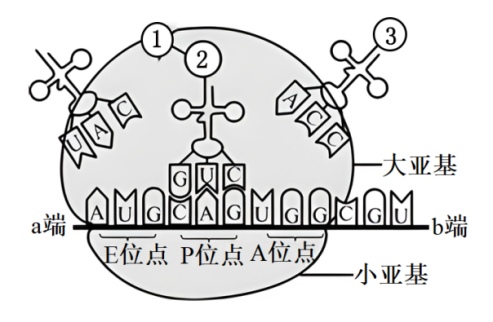 ① ② ③
U A C
A C C
G U C
大亚基
a端 A U G C A G U G G C G U b端
E位点 P位点 A位点
小亚基